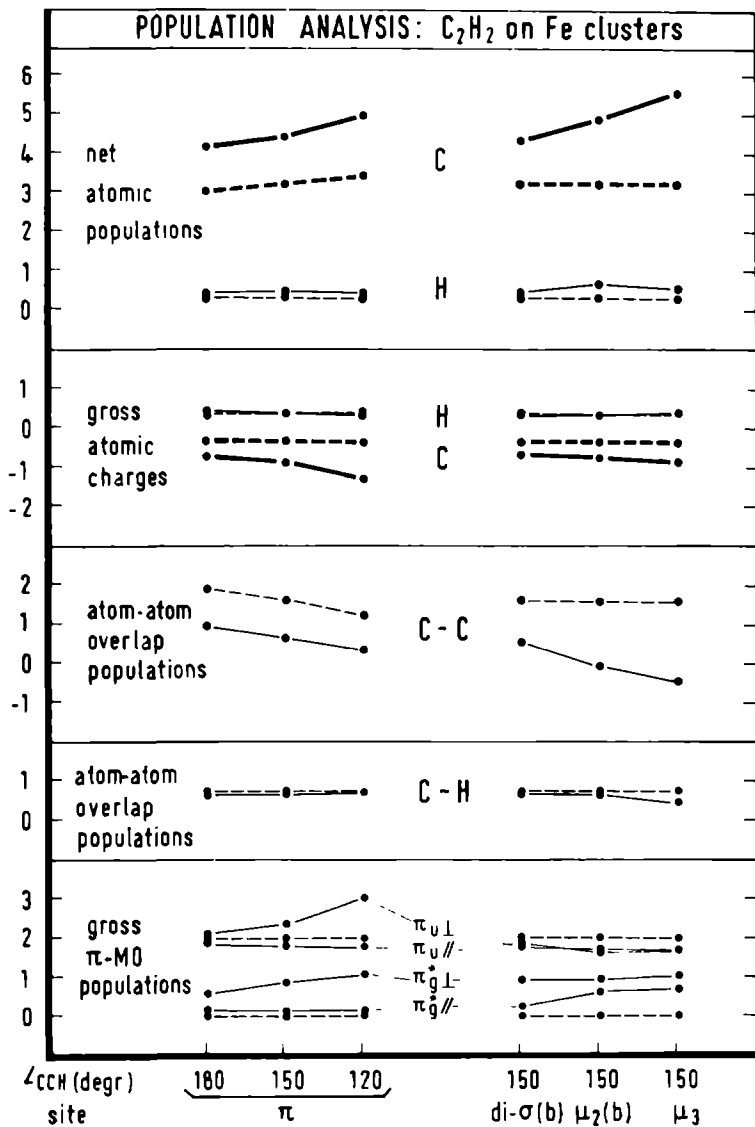 POPULATION ANALYSIS: C₂H₂ on Fe clusters
6
5
4
3
2
1
0
net
atomic
populations
C
H
1
0
-1
-2
gross
atomic
charges
H
C
2
1
0
-1
atom-atom
overlap
populations
C-C
1
0
atom-atom
overlap
populations
C-H
3
2
1
0
gross
π-MO
populations
πu⊥
πu//
π*g⊥
π*g//
∠CCH (degr)
180 150 120 150 150 150
site
π
di-σ(b) μ₂(b) μ₃